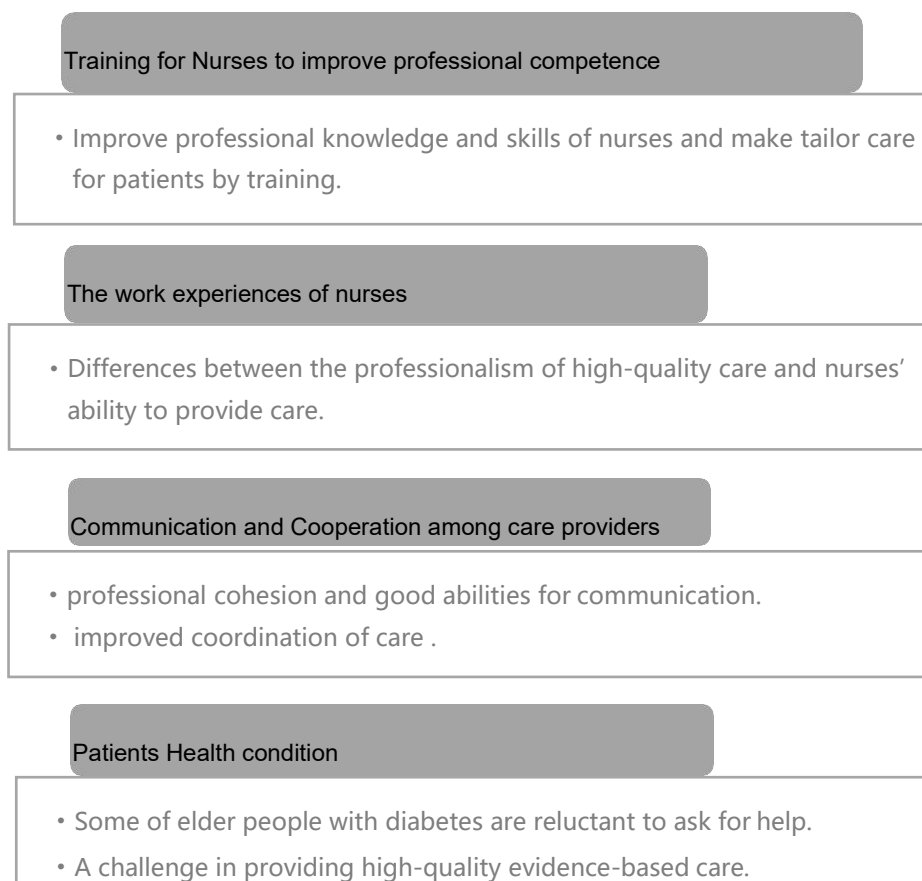 Training for Nurses to improve professional competence
• Improve professional knowledge and skills of nurses and make tailor care
for patients by training.
The work experiences of nurses
• Differences between the professionalism of high-quality care and nurses’
ability to provide care.
Communication and Cooperation among care providers
• professional cohesion and good abilities for communication.
• improved coordination of care .
Patients Health condition
• Some of elder people with diabetes are reluctant to ask for help.
• A challenge in providing high-quality evidence-based care.